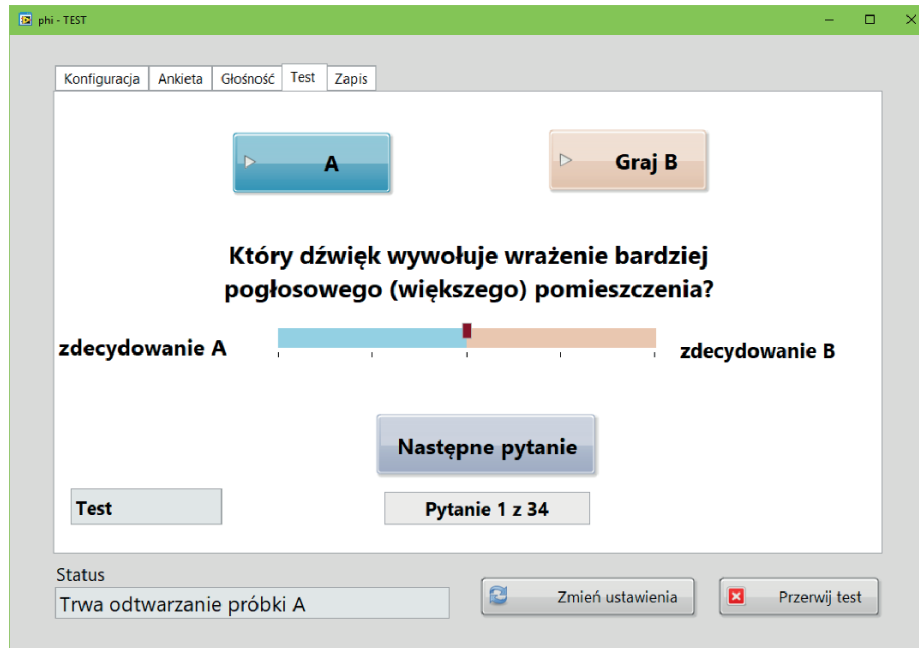 phi - TEST
Konfiguracja Ankieta Głośność Test Zapis
A Graj B
Który dźwięk wywołuje wrażenie bardziej
pogłosowego (większego) pomieszczenia?
zdecydowanie A zdecydowanie B
Następne pytanie
Test Pytanie 1 z 34
Status
Trwa odtwarzanie próbki A Zmień ustawienia Przerwij test